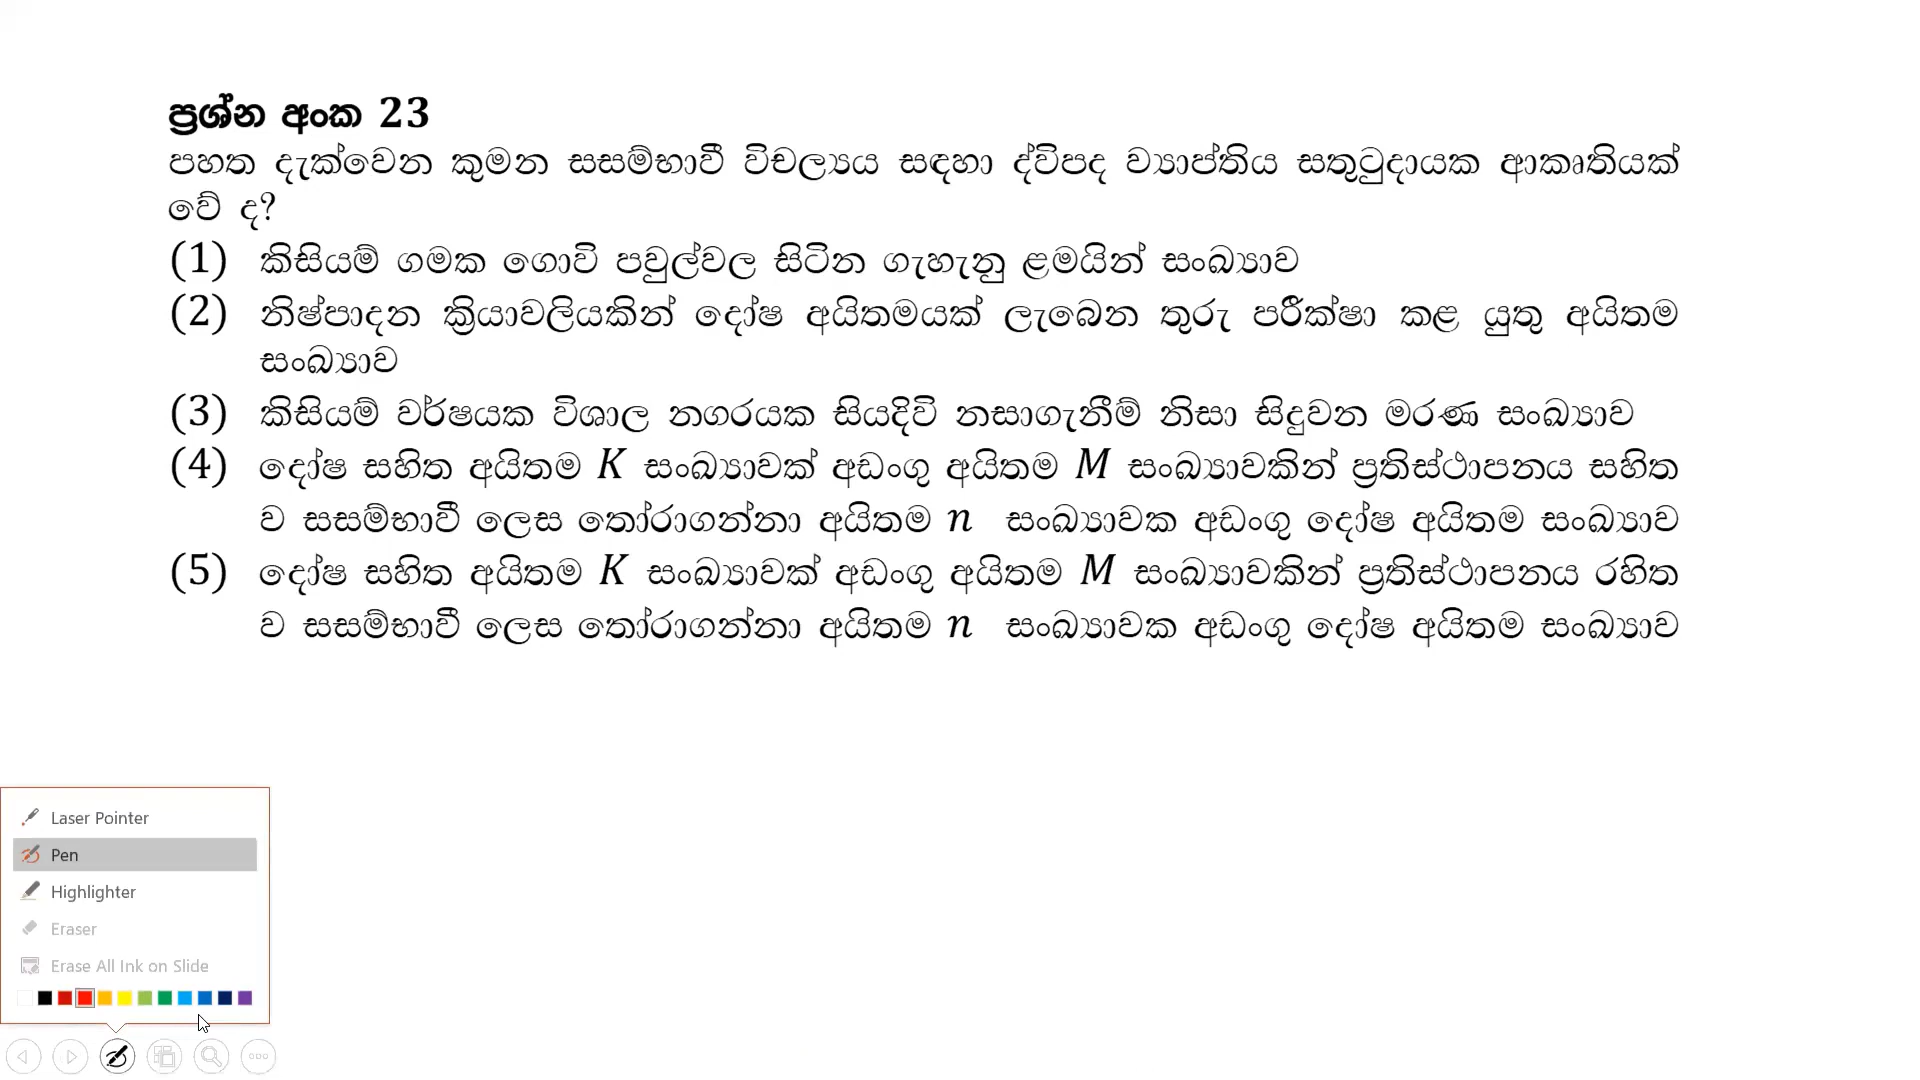 ප්‍රශ්න අංක 23
පහත දැක්වෙන කුමන සසම්භාවී විචල්‍යය සඳහා ද්විපද ව්‍යාප්තිය සතුටුදායක ආකෘතියක්
වේ ද?
(1) කිසියම් ගමක ගොවි පවුල්වල සිටින ගැහැනු ළමයින් සංඛ්‍යාව
(2) නිෂ්පාදන ක්‍රියාවලියකින් දෝෂ අයිතමයක් ලැබෙන තුරු පරීක්ෂා කළ යුතු අයිතම
සංඛ්‍යාව
(3) කිසියම් වර්ෂයක විශාල නගරයක සියදිවි නසාගැනීම් නිසා සිදුවන මරණ සංඛ්‍යාව
(4) දෝෂ සහිත අයිතම K සංඛ්‍යාවක් අඩංගු අයිතම M සංඛ්‍යාවකින් ප්‍රතිස්ථාපනය සහිත
ව සසම්භාවී ලෙස තෝරාගන්නා අයිතම n සංඛ්‍යාවක අඩංගු දෝෂ අයිතම සංඛ්‍යාව
(5) දෝෂ සහිත අයිතම K සංඛ්‍යාවක් අඩංගු අයිතම M සංඛ්‍යාවකින් ප්‍රතිස්ථාපනය රහිත
ව සසම්භාවී ලෙස තෝරාගන්නා අයිතම n සංඛ්‍යාවක අඩංගු දෝෂ අයිතම සංඛ්‍යාව
Laser Pointer
Pen
Highlighter
Eraser
Erase All Ink on Slide